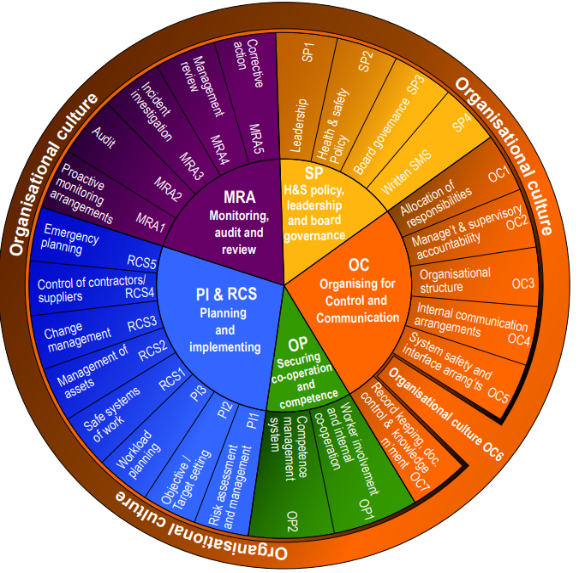 Organisational culture
Organisational culture
Organisational culture
SP
H&S policy,
leadership
and board
governance
SP1
Leadership
SP2
Health & safety
Policy
SP3
Board governance
SP4
Written SMS
OC
Organising for
Control and
Communication
Allocation of
responsibilities
OC1
Manage't & supervisory
accountability
OC2
Organisational
structure
OC3
Internal communication
arrangements
OC4
System safety and
interface arrang'ts
OC5
Organisational culture OC6
Record keeping, doc.
control & knowledge
m'ment OC7
OP
Securing
co-operation
and
competence
Worker involvement
and internal
co-operation
OP1
Competence
management
system
OP2
PI & RCS
Planning
and
implementing
PI1
Risk assessment
and management
PI2
Objective /
Target setting
PI3
Workload
planning
RCS1
Safe systems
of work
RCS2
Management of
assets
RCS3
Change
management
Control of contractors/
suppliers
RCS4
Emergency
planning
RCS5
MRA
Monitoring,
audit and
review
Proactive
monitoring
arrangements
MRA1
Audit
MRA2
Incident
investigation
MRA3
Management
review
MRA4
Corrective
action
MRA5